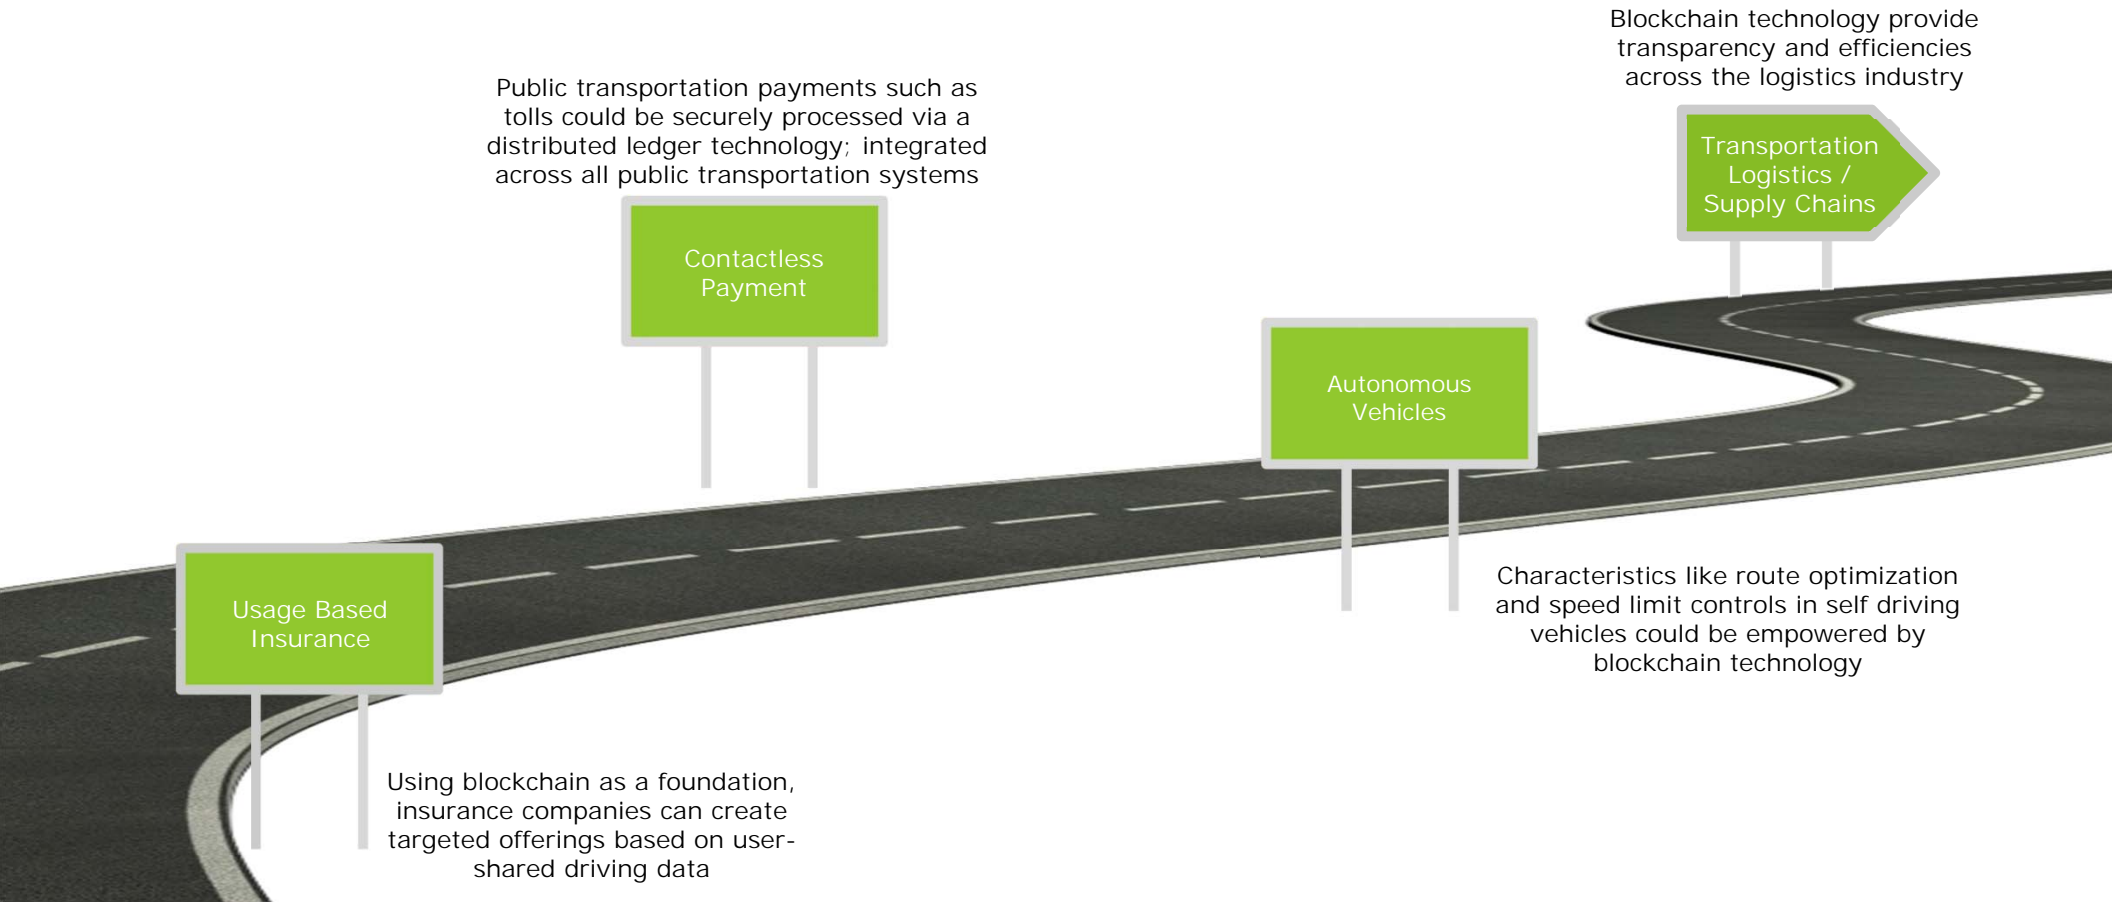 Blockchain technology provide
transparency and efficiencies
across the logistics industry
Transportation
Logistics /
Supply Chains
Public transportation payments such as
tolls could be securely processed via a
distributed ledger technology; integrated
across all public transportation systems
Contactless
Payment
Autonomous
Vehicles
Characteristics like route optimization
and speed limit controls in self driving
vehicles could be empowered by
blockchain technology
Usage Based
Insurance
Using blockchain as a foundation,
insurance companies can create
targeted offerings based on user-
shared driving data